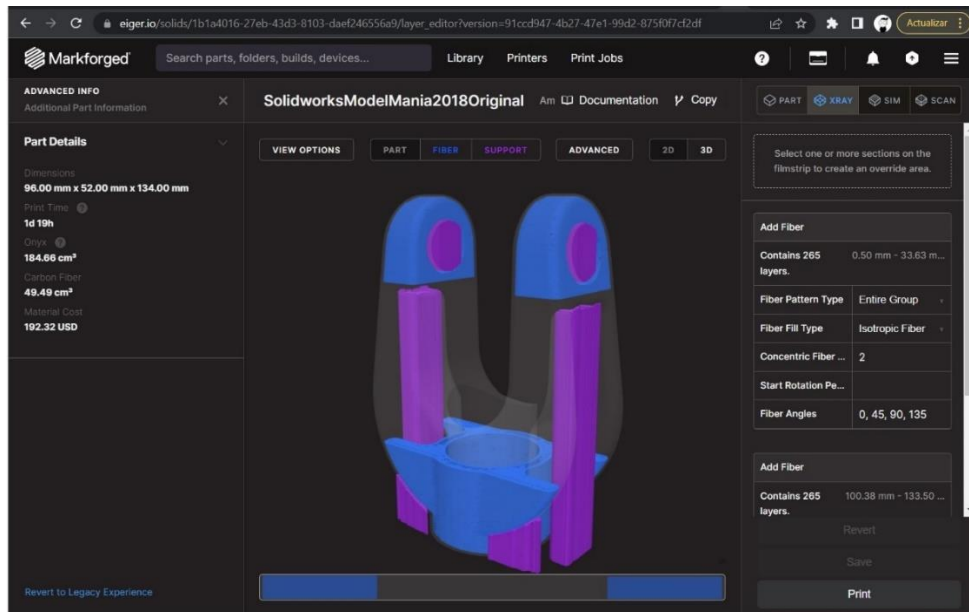 eiger.io/solids/1b1a4016-27eb-43d3-8103-daef246556a9/layer_editor?version=91ccd947-4b27-47e1-99d2-875f0f7cf2df
Actualizar
Markforged
Search parts, folders, builds, devices...
Library
Printers
Print Jobs
ADVANCED INFO
Additional Part Information
SolidworksModelMania2018Original
Am
Documentation
Copy
PART
XRAY
SIM
SCAN
Part Details
Dimensions
96.00 mm x 52.00 mm x 134.00 mm
Print Time
1d 19h
Onyx
184.66 cm³
Carbon Fiber
49.49 cm³
Material Cost
192.32 USD
Revert to Legacy Experience
VIEW OPTIONS
PART
FIBER
SUPPORT
ADVANCED
2D
3D
Select one or more sections on the
filmstrip to create an override area.
Add Fiber
Contains 265 0.50 mm - 33.63 m...
layers.
Fiber Pattern Type Entire Group
Fiber Fill Type Isotropic Fiber
Concentric Fiber ... 2
Start Rotation Pe...
Fiber Angles 0, 45, 90, 135
Add Fiber
Contains 265 100.38 mm - 133.50 ...
layers.
Revert
Save
Print